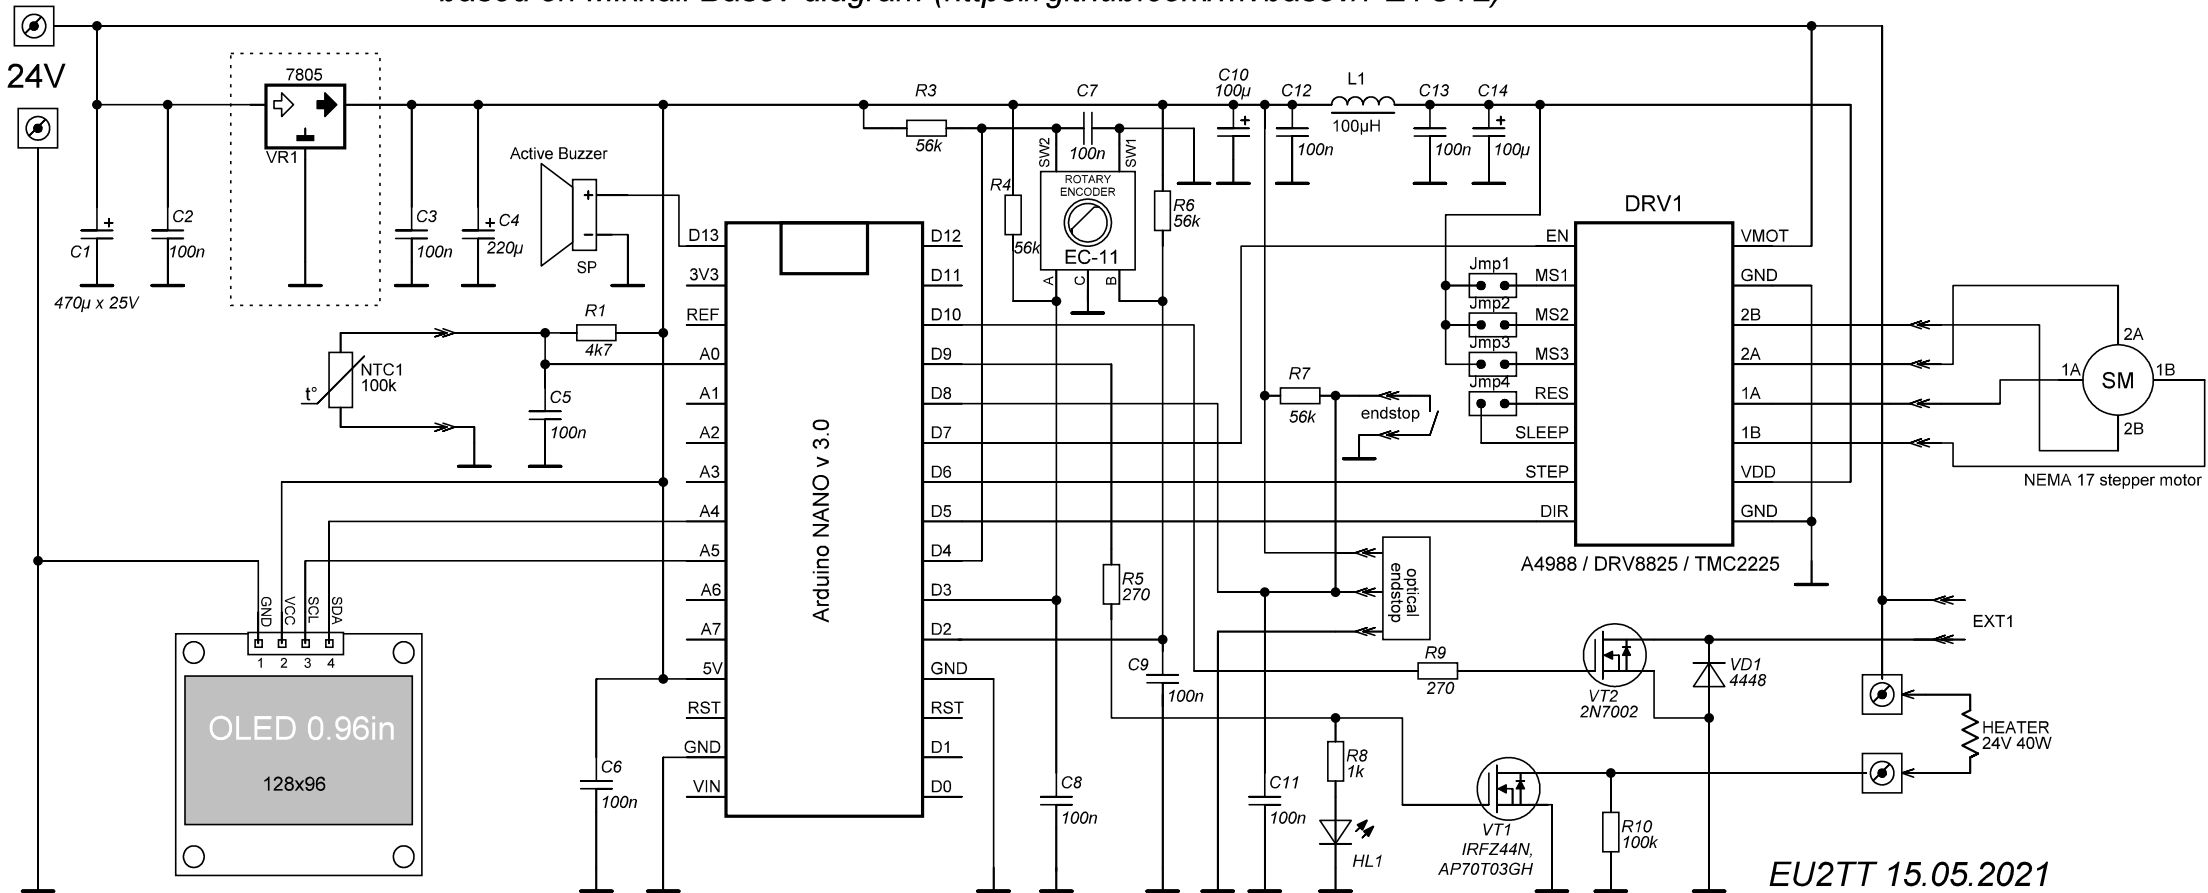 24V
7805
VR1
C1
470µ x 25V
C2
100n
C3
100n
C4
220µ
Active Buzzer
SP
R1
4k7
NTC1
100k
t°
C5
100n
GND
VCC
SCL
SDA
1 2 3 4
OLED 0.96in
128x96
C6
100n
Arduino NANO v 3.0
D13
3V3
REF
A0
A1
A2
A3
A4
A5
A6
A7
5V
RST
GND
VIN
D12
D11
D10
D9
D8
D7
D6
D5
D4
D3
D2
GND
RST
D1
D0
R3
56k
C7
100n
SW2
SW1
ROTARY
ENCODER
EC-11
A
C
B
R4
56k
R6
56k
C10
100µ
C12
100n
L1
100µH
C13
100n
C14
100µ
R7
56k
endstop
optical
endstop
R5
270
C9
100n
C8
100n
C11
100n
R8
1k
HL1
R9
270
VT2
2N7002
VD1
4448
VT1
IRFZ44N,
AP70T03GH
R10
100k
DRV1
EN
MS1
MS2
MS3
RES
SLEEP
STEP
DIR
Jmp1
Jmp2
Jmp3
Jmp4
VMOT
GND
2B
2A
1A
1B
VDD
GND
A4988 / DRV8825 / TMC2225
2A
1A
SM
1B
2B
NEMA 17 stepper motor
EXT1
HEATER
24V 40W
EU2TT 15.05.2021